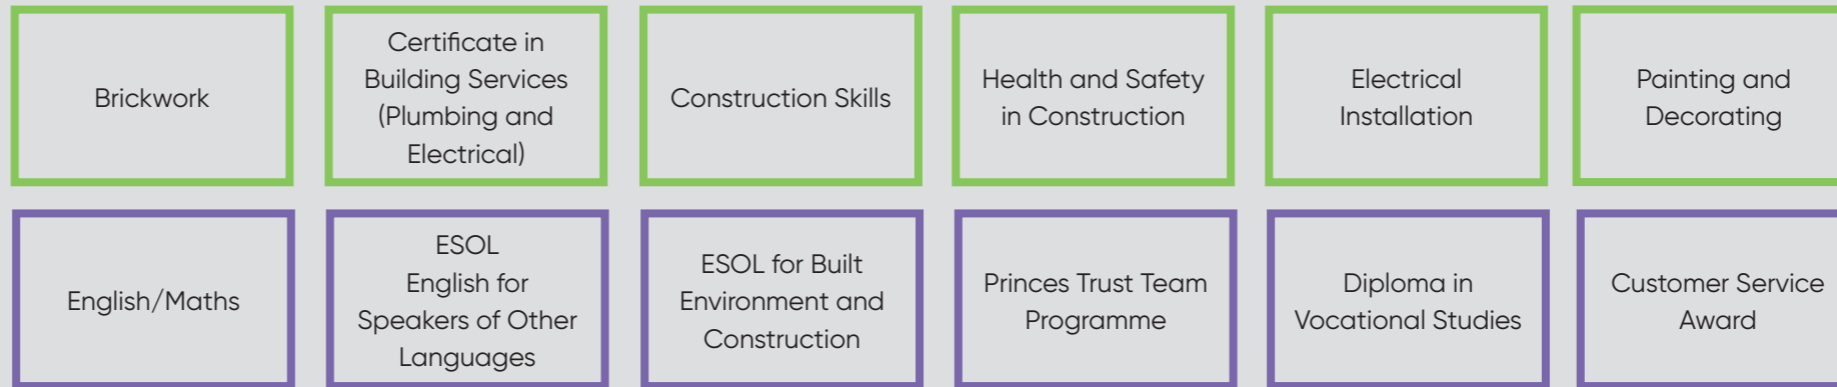 Brickwork
Certificate in
Building Services
(Plumbing and
Electrical)
Construction Skills
Health and Safety
in Construction
Electrical
Installation
Painting and
Decorating
English/Maths
ESOL
English for
Speakers of Other
Languages
ESOL for Built
Environment and
Construction
Princes Trust Team
Programme
Diploma in
Vocational Studies
Customer Service
Award